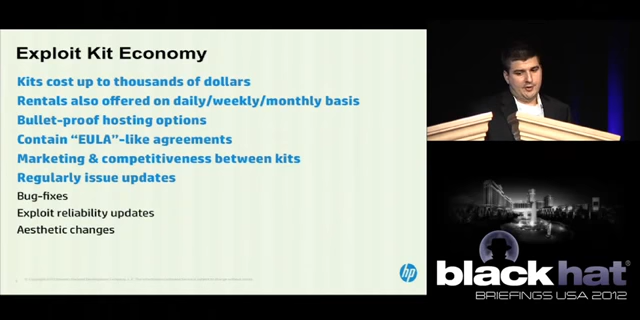 Exploit Kit Economy
Kits cost up to thousands of dollars
Rentals also offered on daily/weekly/monthly basis
Bullet-proof hosting options
Contain “EULA”-like agreements
Marketing & competitiveness between kits
Regularly issue updates
Bug-fixes
Exploit reliability updates
Aesthetic changes
hp
black hat®
BRIEFINGS USA 2012